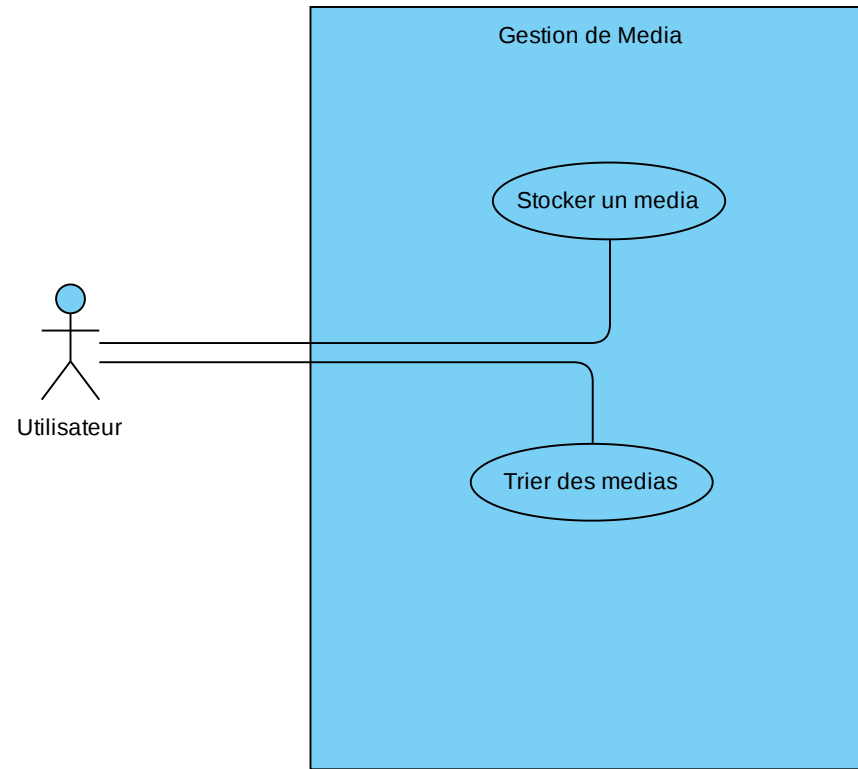 Gestion de Media
Stocker un media
Utilisateur
Trier des medias